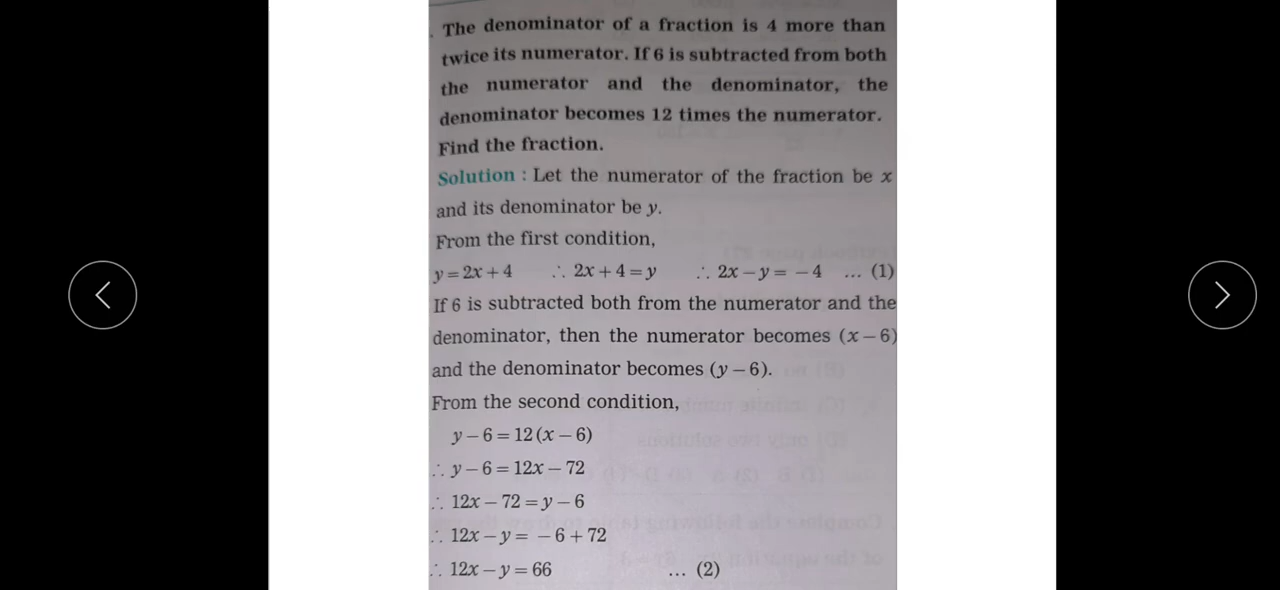 . The denominator of a fraction is 4 more than
twice its numerator. If 6 is subtracted from both
the numerator and the denominator, the
denominator becomes 12 times the numerator.
Find the fraction.
Solution : Let the numerator of the fraction be x
and its denominator be y.
From the first condition,
y = 2x + 4 ∴ 2x + 4 = y ∴ 2x − y = − 4 ... (1)
If 6 is subtracted both from the numerator and the
denominator, then the numerator becomes (x − 6)
and the denominator becomes (y − 6).
From the second condition,
y − 6 = 12 (x − 6)
∴ y − 6 = 12x − 72
∴ 12x − 72 = y − 6
∴ 12x − y = − 6 + 72
∴ 12x − y = 66 ... (2)